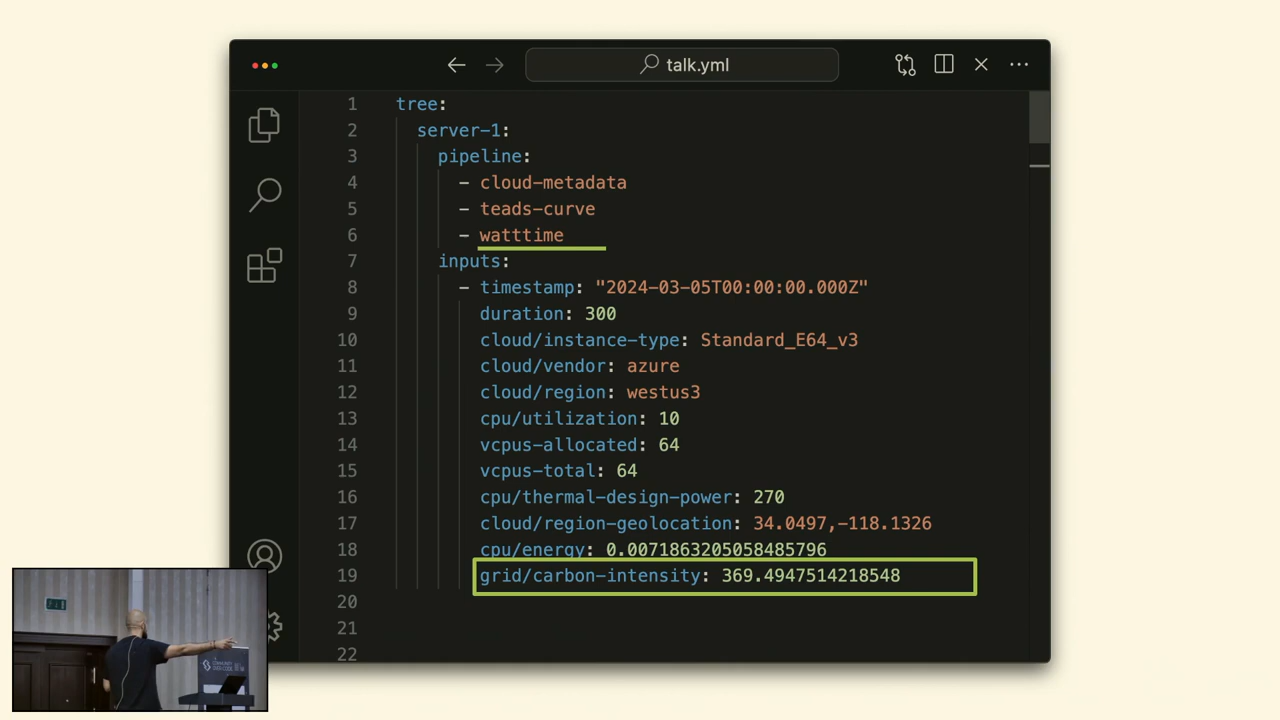 talk.yml
1 tree:
2 server-1:
3 pipeline:
4 - cloud-metadata
5 - teads-curve
6 - watttime
7 inputs:
8 - timestamp: "2024-03-05T00:00:00.000Z"
9 duration: 300
10 cloud/instance-type: Standard_E64_v3
11 cloud/vendor: azure
12 cloud/region: westus3
13 cpu/utilization: 10
14 vcpus-allocated: 64
15 vcpus-total: 64
16 cpu/thermal-design-power: 270
17 cloud/region-geolocation: 34.0497,-118.1326
18 cpu/energy: 0.0071863205058485796
19 grid/carbon-intensity: 369.4947514218548
20
21
22
COMMUNITY